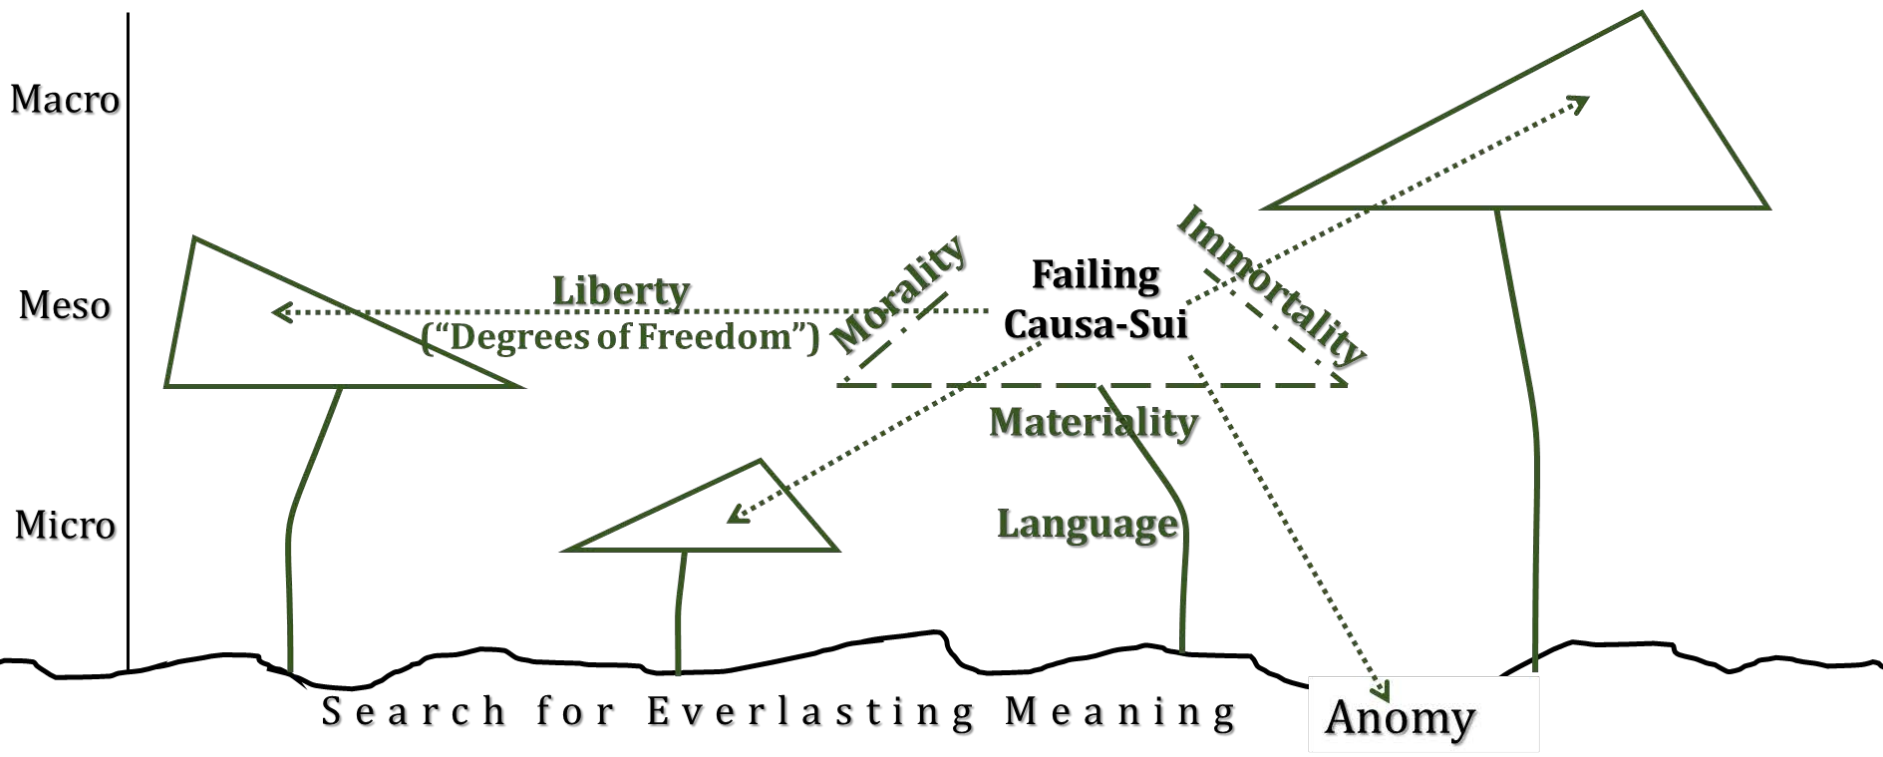 Macro
Meso
Micro
Liberty
(“Degrees of Freedom”)
Morality
Failing
Causa-Sui
Immortality
Materiality
Language
Search for Everlasting Meaning
Anomy